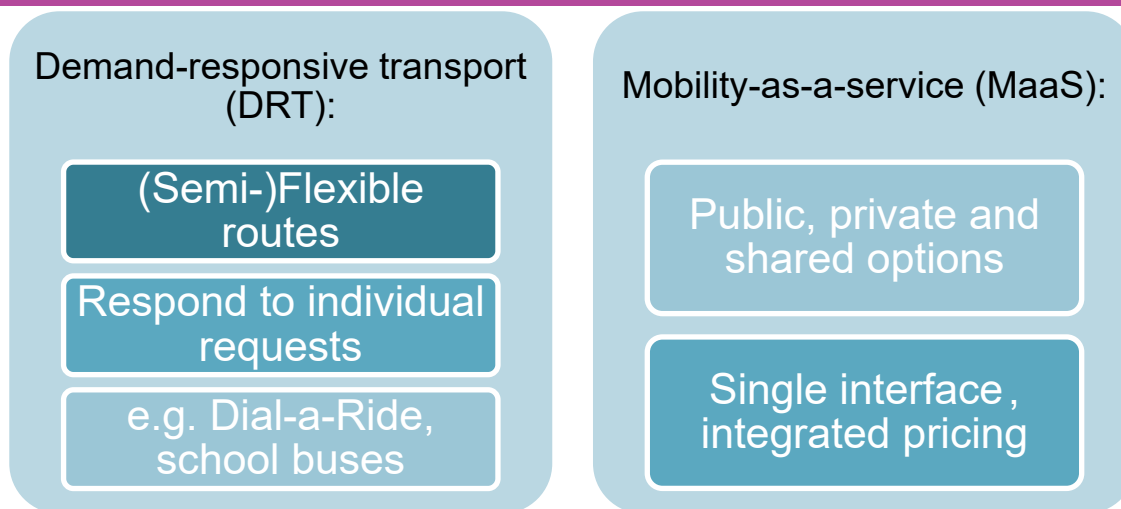 Demand-responsive transport
(DRT):
(Semi-)Flexible
routes
Respond to individual
requests
e.g. Dial-a-Ride,
school buses
Mobility-as-a-service (MaaS):
Public, private and
shared options
Single interface,
integrated pricing